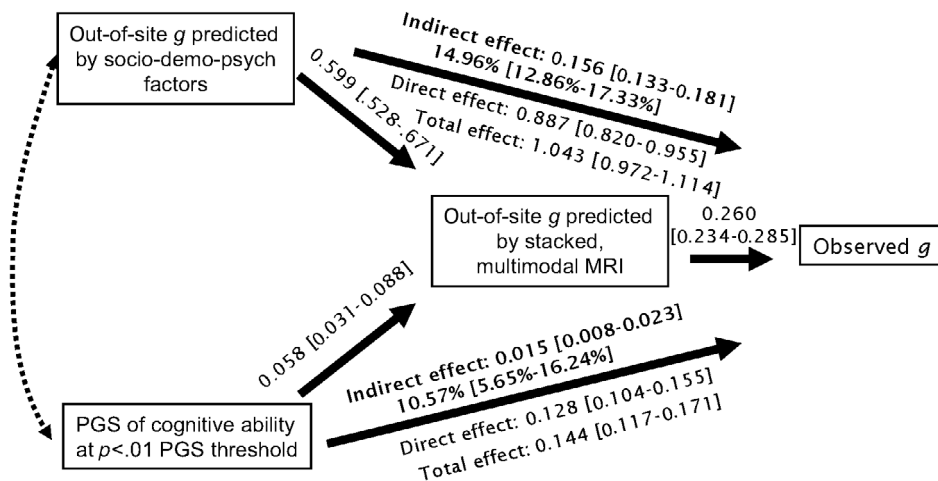 Out-of-site g predicted
by socio-demo-psych
factors
Indirect effect: 0.156 [0.133-0.181]
14.96% [12.86%-17.33%]
Direct effect: 0.887 [0.820-0.955]
Total effect: 1.043 [0.972-1.114]
0.599 [.528-.671]
Out-of-site g predicted
by stacked,
multimodal MRI
0.260
[0.234-0.285]
Observed g
0.058 [0.031-0.088]
Indirect effect: 0.015 [0.008-0.023]
10.57% [5.65%-16.24%]
Direct effect: 0.128 [0.104-0.155]
Total effect: 0.144 [0.117-0.171]
PGS of cognitive ability
at p<.01 PGS threshold